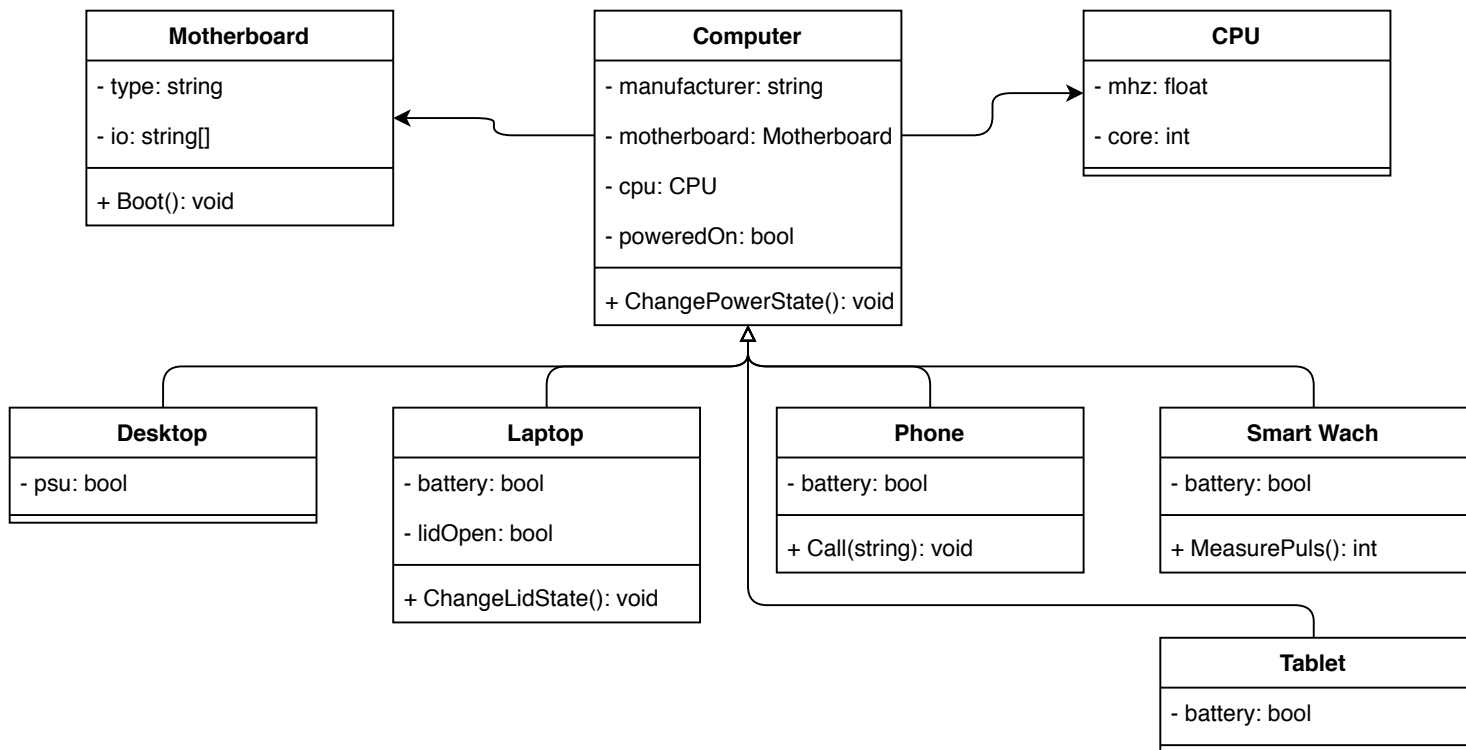 Motherboard
- type: string
- io: string[]
+ Boot(): void
Computer
- manufacturer: string
- motherboard: Motherboard
- cpu: CPU
- poweredOn: bool
+ ChangePowerState(): void
CPU
- mhz: float
- core: int
Desktop
- psu: bool
Laptop
- battery: bool
- lidOpen: bool
+ ChangeLidState(): void
Phone
- battery: bool
+ Call(string): void
Smart Wach
- battery: bool
+ MeasurePuls(): int
Tablet
- battery: bool